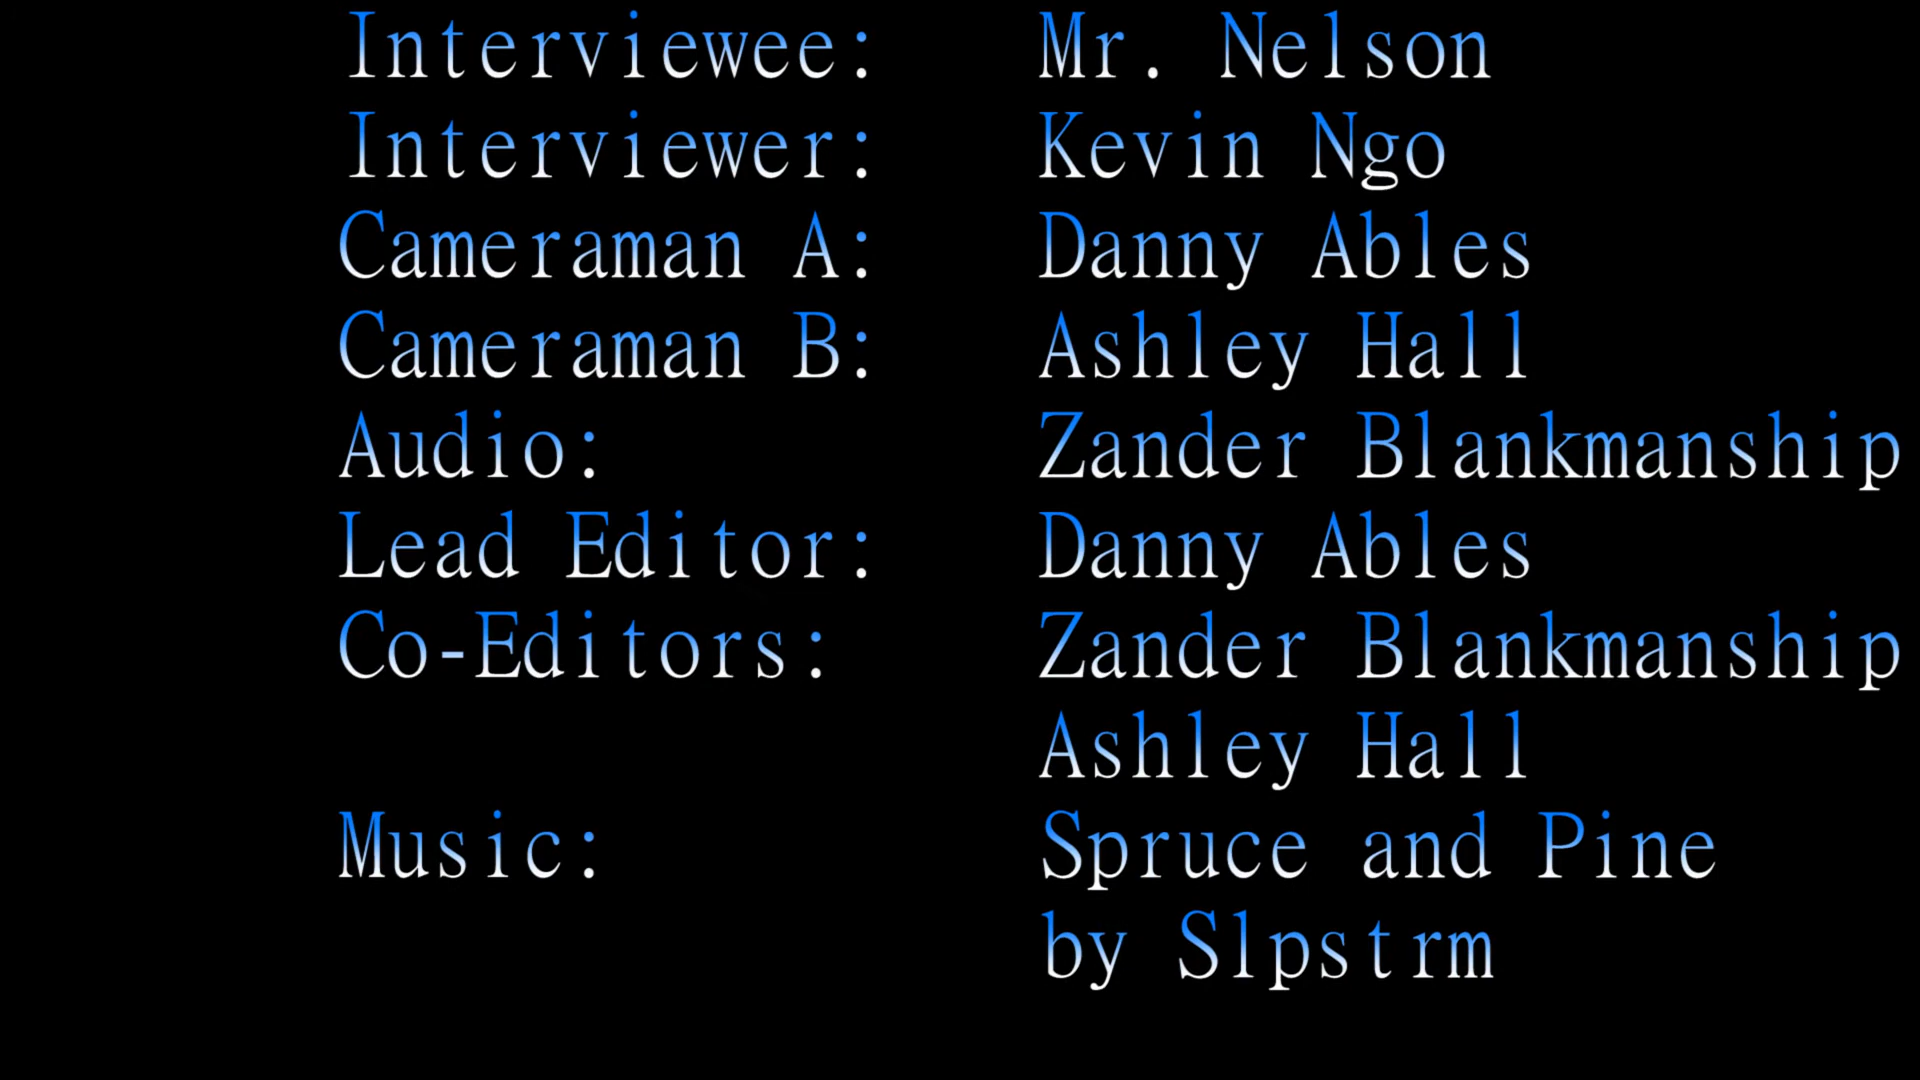 Interviewee: Mr. Nelson
Interviewer: Kevin Ngo
Cameraman A: Danny Ables
Cameraman B: Ashley Hall
Audio: Zander Blankmanship
Lead Editor: Danny Ables
Co-Editors: Zander Blankmanship
Ashley Hall
Music: Spruce and Pine
by Slpstrm